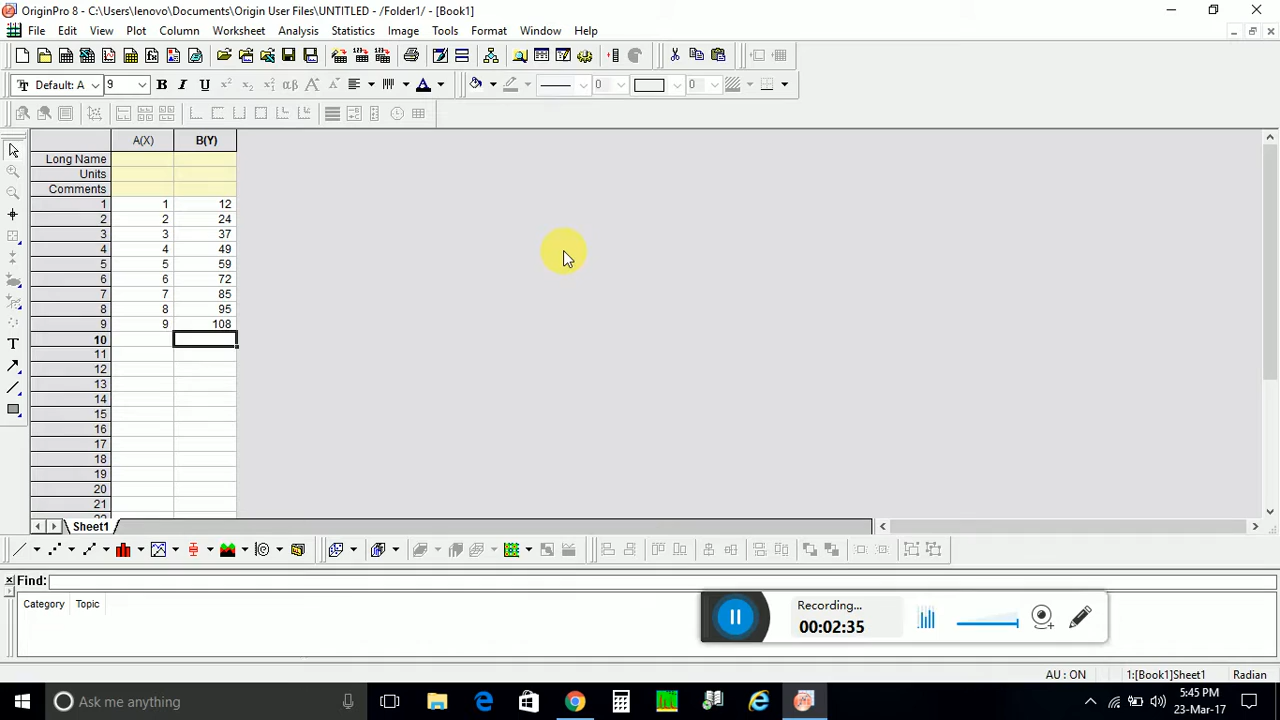 OriginPro 8 - C:\Users\lenovo\Documents\Origin User Files\UNTITLED - /Folder1/ - [Book1]
File Edit View Plot Column Worksheet Analysis Statistics Image Tools Format Window Help
Default: A 9 B I U 0 0
A(X) B(Y)
Long Name
Units
Comments
1 1 12
2 2 24
3 3 37
4 4 49
5 5 59
6 6 72
7 7 85
8 8 95
9 9 108
10
11
12
13
14
15
16
17
18
19
20
21
Sheet1
Find:
Category Topic
Recording...
00:02:35
AU : ON 1:[Book1]Sheet1 Radian
Ask me anything
5:45 PM
23-Mar-17